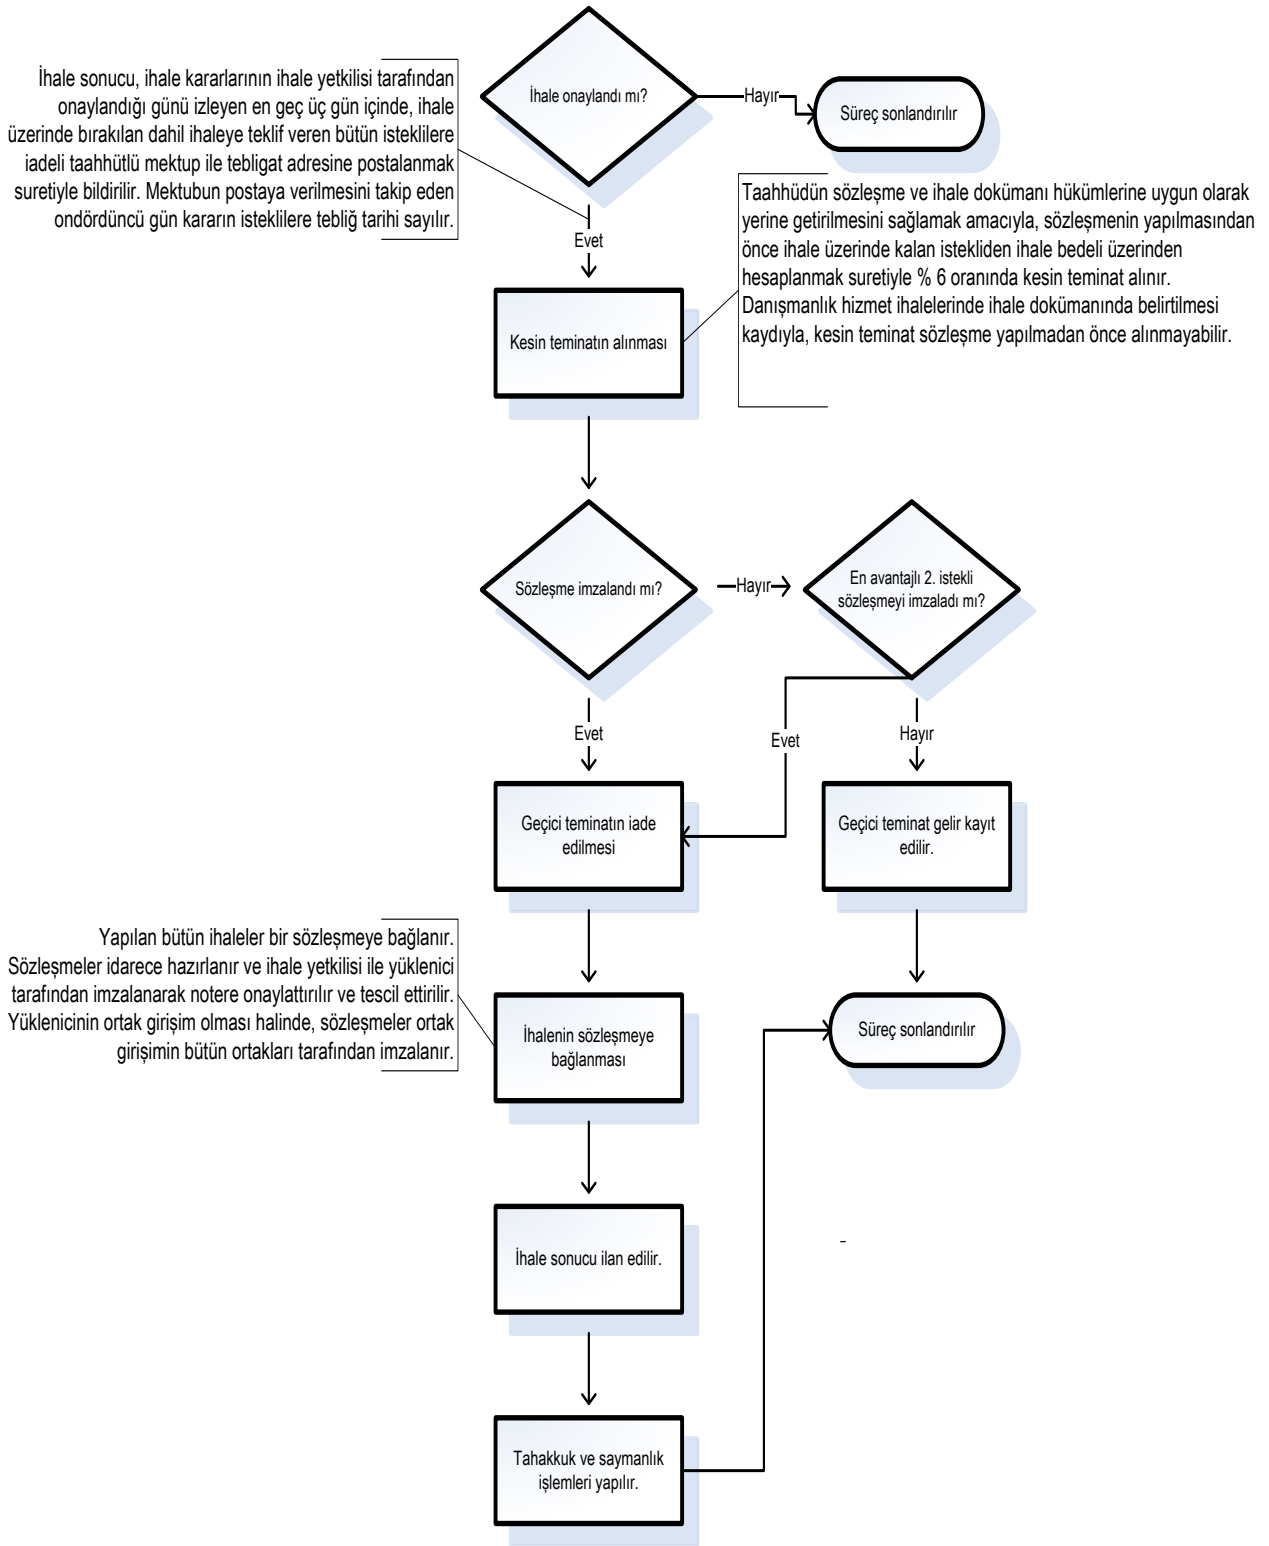 İhale onaylandı mı?
Hayır
Süreç sonlandırılır
İhale sonucu, ihale kararlarının ihale yetkilisi tarafından
onaylandığı günü izleyen en geç üç gün içinde, ihale
üzerinde bırakılan dahil ihaleye teklif veren bütün isteklilere
iadeli taahhütlü mektup ile tebligat adresine postalanmak
suretiyle bildirilir. Mektubun postaya verilmesini takip eden
ondördüncü gün kararın isteklilere tebliğ tarihi sayılır.
Evet
Taahhüdün sözleşme ve ihale dokümanı hükümlerine uygun olarak
yerine getirilmesini sağlamak amacıyla, sözleşmenin yapılmasından
önce ihale üzerinde kalan istekliden ihale bedeli üzerinden
hesaplanmak suretiyle % 6 oranında kesin teminat alınır.
Danışmanlık hizmet ihalelerinde ihale dokümanında belirtilmesi
kaydıyla, kesin teminat sözleşme yapılmadan önce alınmayabilir.
Kesin teminatın alınması
Sözleşme imzalandı mı?
Hayır
En avantajlı 2. istekli
sözleşmeyi imzaladı mı?
Evet
Evet
Hayır
Geçici teminatın iade
edilmesi
Geçici teminat gelir kayıt
edilir.
Yapılan bütün ihaleler bir sözleşmeye bağlanır.
Sözleşmeler idarece hazırlanır ve ihale yetkilisi ile yüklenici
tarafından imzalanarak notere onaylattırılır ve tescil ettirilir.
Yüklenicinin ortak girişim olması halinde, sözleşmeler ortak
girişimin bütün ortakları tarafından imzalanır.
İhalenin sözleşmeye
bağlanması
Süreç sonlandırılır
İhale sonucu ilan edilir.
Tahakkuk ve saymanlık
işlemleri yapılır.